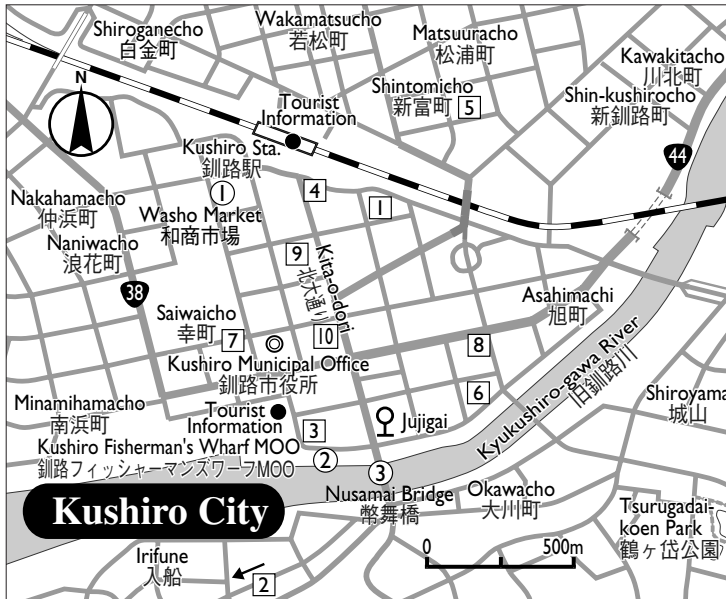 Shiroganecho
白金町
Wakamatsucho
若松町
Matsuuracho
松浦町
Kawakitacho
川北町
Shin-kushirocho
新釧路町
Shintomicho
新富町
5
N
Tourist
Information
44
Kushiro Sta.
釧路駅
1
4
1
Washo Market
和商市場
Nakahamacho
仲浜町
Naniwacho
浪花町
9
Kita-o-dori
北大通り
38
Asahimachi
旭町
Saiwaicho
幸町
7
10
8
Kushiro Municipal Office
釧路市役所
6
Kyukushiro-gawa River
旧釧路川
Shiroyama
城山
Minamihamacho
南浜町
Tourist
Information
3
Jujigai
Kushiro Fisherman's Wharf MOO
釧路フィッシャーマンズワーフMOO
2
3
Nusamai Bridge
幣舞橋
Okawacho
大川町
Kushiro City
Tsurugadai-
koen Park
鶴ヶ岱公園
0 500m
Irifune
入船
2